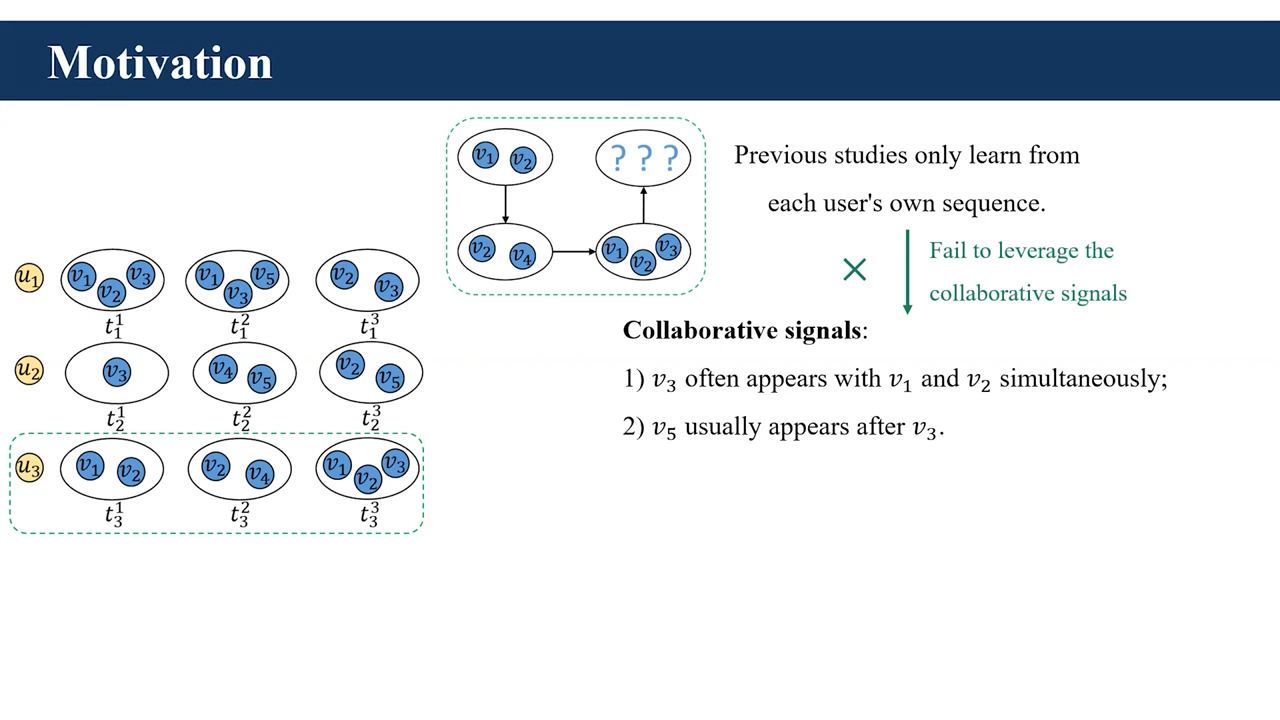 Motivation
v₁ v₂ ? ? ?
v₂ v₄ v₁ v₂ v₃
Previous studies only learn from
each user's own sequence.
Fail to leverage the
collaborative signals
×
Collaborative signals:
1) v₃ often appears with v₁ and v₂ simultaneously;
2) v₅ usually appears after v₃.
u₁ v₁ v₂ v₃ v₁ v₃ v₅ v₂ v₃
t₁¹ t₁² t₁³
u₂ v₃ v₄ v₅ v₂ v₅
t₂¹ t₂² t₂³
u₃ v₁ v₂ v₂ v₄ v₁ v₂ v₃
t₃¹ t₃² t₃³